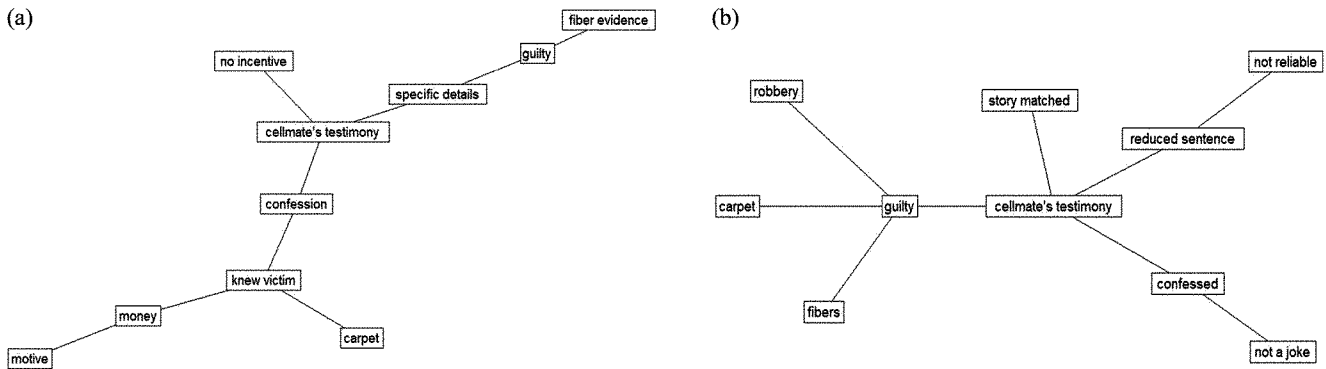 (a)
fiber evidence
guilty
no incentive
specific details
cellmate's testimony
confession
knew victim
money
carpet
motive
(b)
not reliable
robbery
story matched
reduced sentence
carpet
guilty
cellmate's testimony
confessed
fibers
not a joke